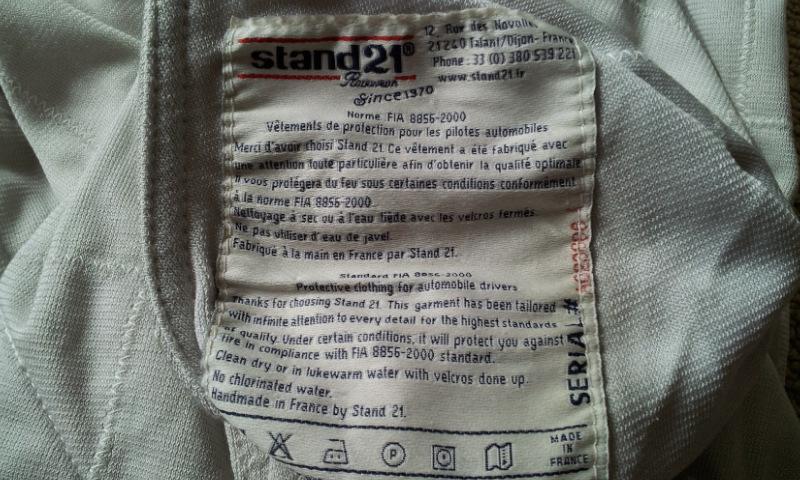 stand21®
Racewear
Since 1970
12, Rue des Novalles
21240 Talant/Dijon - France
Phone : 33 (0) 380 539 221
www.stand21.fr
Norme FIA 8856-2000
Vêtements de protection pour les pilotes automobiles
Merci d'avoir choisi Stand 21. Ce vêtement a été fabriqué avec
une attention toute particulière afin d'obtenir la qualité optimale
Il vous protégera du feu sous certaines conditions conformément
à la norme FIA 8856-2000
Nettoyage à sec ou à l'eau tiède avec les velcros fermés.
Ne pas utiliser d'eau de javel.
Fabriqué à la main en France par Stand 21.
Standard FIA 8856-2000
Protective clothing for automobile drivers
Thanks for choosing Stand 21. This garment has been tailored
with infinite attention to every detail for the highest standards
of quality. Under certain conditions, it will protect you against
fire in compliance with FIA 8856-2000 standard.
Clean dry or in lukewarm water with velcros done up.
No chlorinated water.
Handmade in France by Stand 21.
SERIAL#
P
MADE
IN
FRANCE